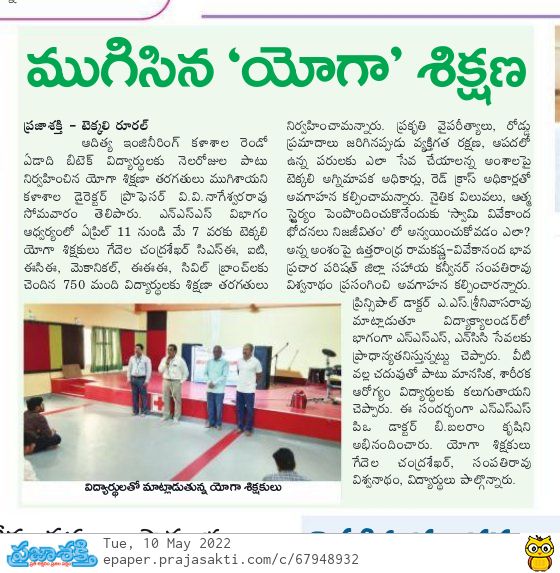 ముగిసిన ‘యోగా’ శిక్షణ
ప్రజాశక్తి - టెక్కలి రూరల్
ఆదిత్య ఇంజినీరింగ్ కళాశాల రెండో
ఏడాది బిటెక్ విద్యార్థులకు నెలరోజుల పాటు
నిర్వహించిన యోగా శిక్షణా తరగతులు ముగిశాయని
కళాశాల డైరెక్టర్ ప్రొఫెసర్ వి.వి.నాగేశ్వరరావు
సోమవారం తెలిపారు. ఎన్ఎస్ఎస్ విభాగం
ఆధ్వర్యంలో ఏప్రిల్ 11 నుండి మే 7 వరకు టెక్కలి
యోగా శిక్షకులు గేదెల చంద్రశేఖర్ సిఎస్ఈ, ఐటి,
ఈసిఈ, మెకానికల్, ఈఈఈ, సివిల్ బ్రాంచ్‌లకు
చెందిన 750 మంది విద్యార్థులకు శిక్షణా తరగతులు
నిర్వహించామన్నారు. ప్రకృతి వైపరీత్యాలు, రోడ్డు
ప్రమాదాలు జరిగినప్పుడు వ్యక్తిగత రక్షణ, ఆపదలో
ఉన్న పరులకు ఎలా సేవ చేయాలన్న అంశాలపై
టెక్కలి అగ్నిమాపక అధికార్లు, రెడ్ క్రాస్ అధికార్లతో
అవగాహన కల్పించామన్నారు. నైతిక విలువలు, ఆత్మ
స్థైర్యం పెంపొందించుకొనేందుకు ‘స్వామి వివేకానంద
భోదనలు నిజజీవితం’ లో అన్వయించుకోవడం ఎలా?
అన్న అంశంపై ఉత్తరాంధ్ర రామకృష్ణ-వివేకానంద భావ
ప్రచార పరిషత్ జిల్లా సహాయ కన్వీనర్ సంపతిరావు
విశ్వనాథం ప్రసంగించి అవగాహన కల్పించారన్నారు.
ప్రిన్సిపాల్ డాక్టర్ ఎ.ఎస్.శ్రీనివాసరావు
మాట్లాడుతూ విద్యాక్యాలండర్‌లో
భాగంగా ఎన్ఎస్ఎస్, ఎన్‌సిసి సేవలకు
ప్రాధాన్యతనిస్తున్నట్టు చెప్పారు. వీటి
వల్ల చదువుతో పాటు మానసిక, శారీరక
ఆరోగ్యం విద్యార్థులకు కలుగుతాయని
చెప్పారు. ఈ సందర్భంగా ఎన్ఎస్ఎస్
పిఒ డాక్టర్ బి.బలరాం కృషిని
అభినందించారు. యోగా శిక్షకులు
గేదెల చంద్రశేఖర్, సంపతిరావు
విశ్వనాథం, విద్యార్థులు పాల్గొన్నారు.
విద్యార్థులతో మాట్లాడుతున్న యోగా శిక్షకులు
ప్రజాశక్తి
Tue, 10 May 2022
epaper.prajasakti.com/c/67948932